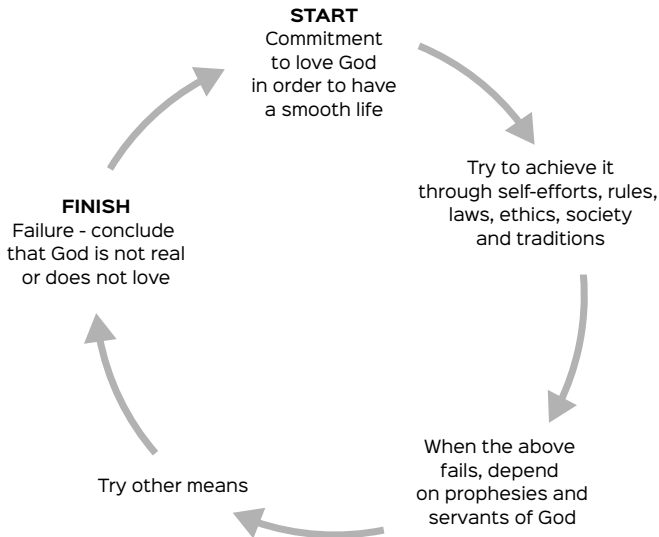 START
Commitment
to love God
in order to have
a smooth life
Try to achieve it
through self-efforts, rules,
laws, ethics, society
and traditions
When the above
fails, depend
on prophesies and
servants of God
Try other means
FINISH
Failure - conclude
that God is not real
or does not love